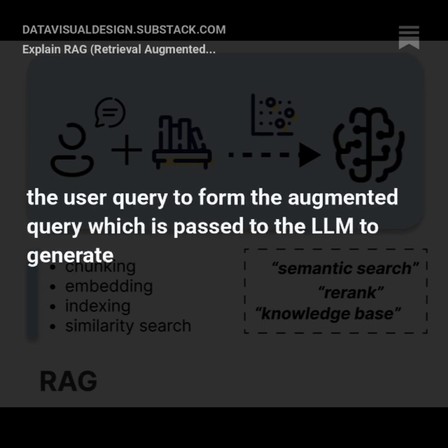 DATAVISUALDESIGN.SUBSTACK.COM
Explain RAG (Retrieval Augmented...
the user query to form the augmented
query which is passed to the LLM to
generate
• chunking
• embedding
• indexing
• similarity search
"semantic search"
"rerank"
"knowledge base"
RAG